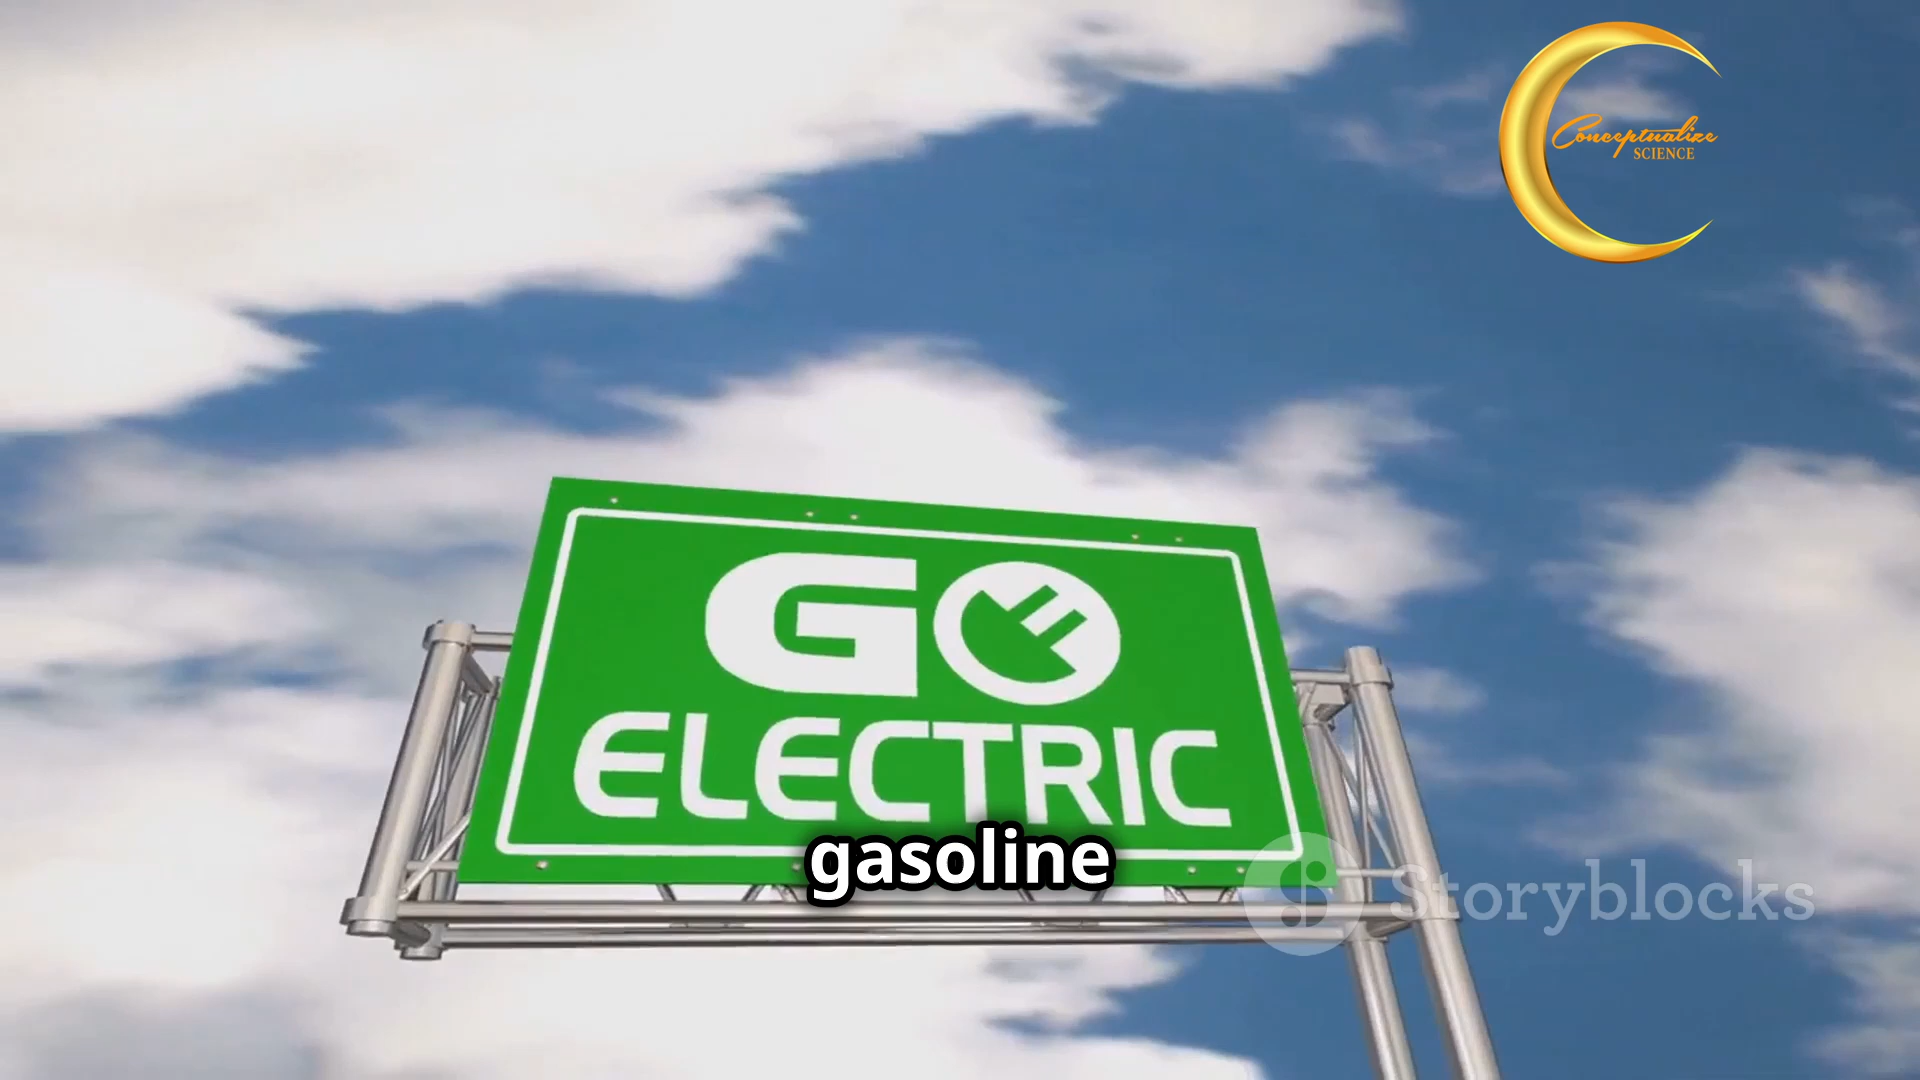 Conceptualize
SCIENCE
GO
ELECTRIC
gasoline
Storyblocks